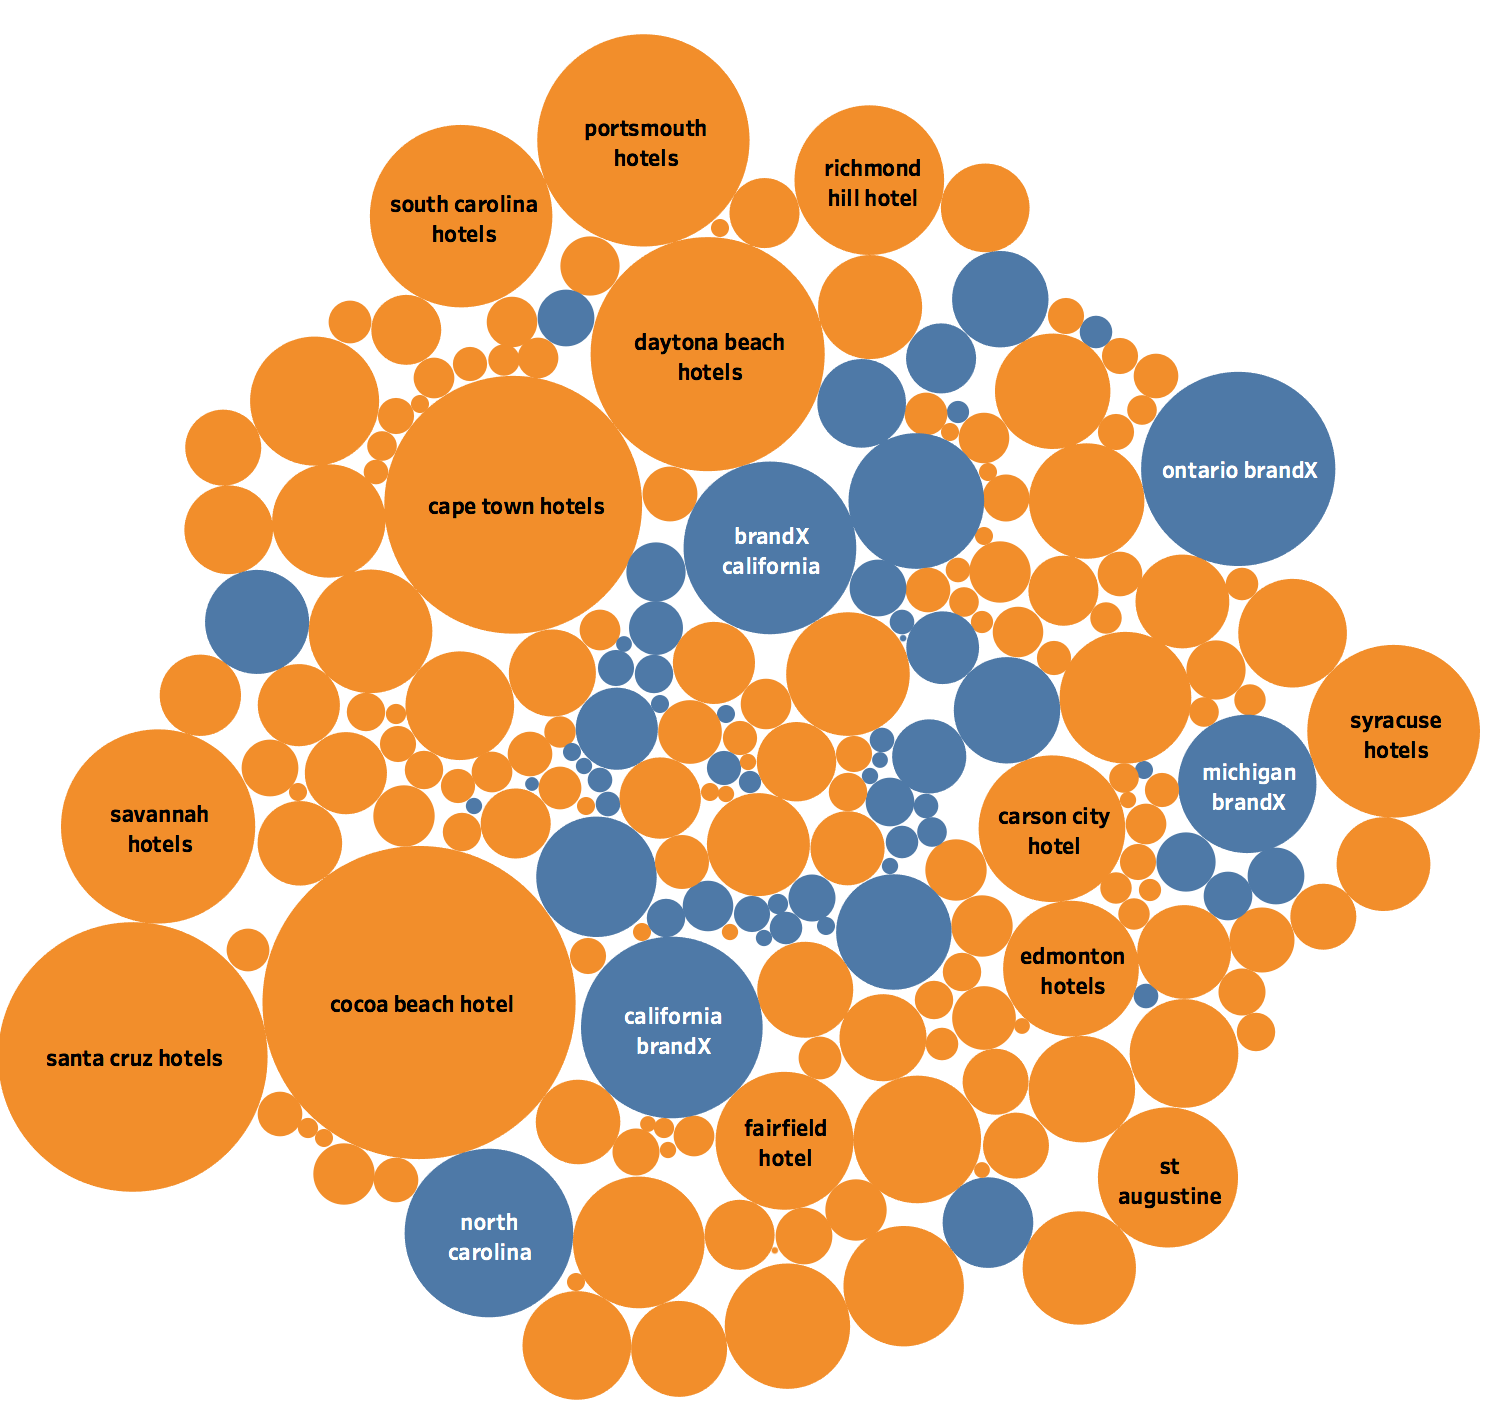 portsmouth
hotels
richmond
hill hotel
south carolina
hotels
daytona beach
hotels
ontario brandX
cape town hotels
brandX
california
syracuse
hotels
michigan
brandX
savannah
hotels
carson city
hotel
edmonton
hotels
cocoa beach hotel
california
brandX
santa cruz hotels
fairfield
hotel
st
augustine
north
carolina